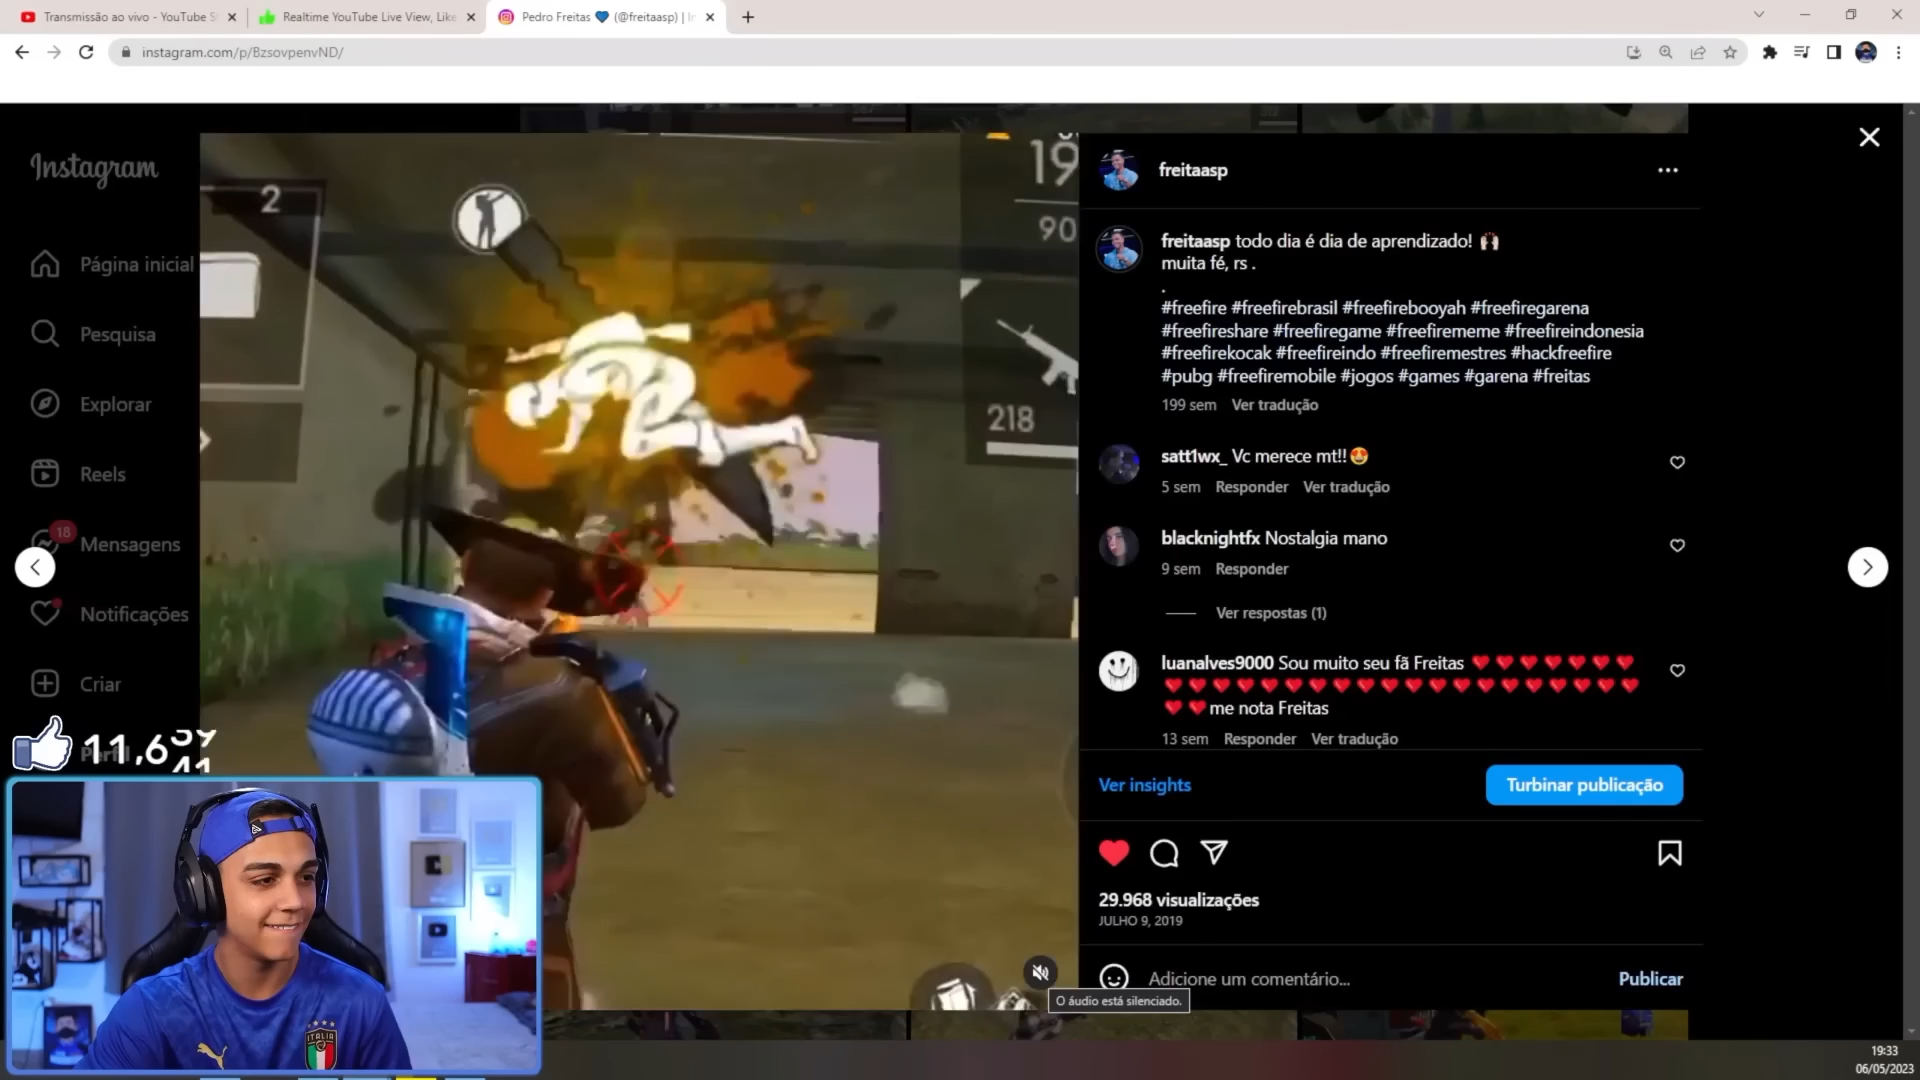 Transmissão ao vivo - YouTube S
Realtime YouTube Live View, Like
Pedro Freitas 💙 (@freitaasp) | In
instagram.com/p/BzsovpenvND/
Instagram
Página inicial
Pesquisa
Explorar
Reels
18
Mensagens
Notificações
Criar
Perfil
11,6
2
19
90
218
freitaasp
freitaasp todo dia é dia de aprendizado! 🙌🏻
muita fé, rs .
.
#freefire #freefirebrasil #freefirebooyah #freefiregarena
#freefireshare #freefiregame #freefirememe #freefireindonesia
#freefirekocak #freefireindo #freefiremestres #hackfreefire
#pubg #freefiremobile #jogos #games #garena #freitas
199 sem Ver tradução
satt1wx_ Vc merece mt!!😍
5 sem Responder Ver tradução
blacknightfx Nostalgia mano
9 sem Responder
Ver respostas (1)
luanalves9000 Sou muito seu fã Freitas ❤️❤️❤️❤️❤️❤️❤️
❤️❤️❤️❤️❤️❤️❤️❤️❤️❤️❤️❤️❤️❤️❤️❤️❤️❤️❤️❤️
❤️❤️me nota Freitas
13 sem Responder Ver tradução
Ver insights
Turbinar publicação
29.968 visualizações
JULHO 9, 2019
Adicione um comentário...
Publicar
O áudio está silenciado.
ITALIA
19:33
06/05/2023